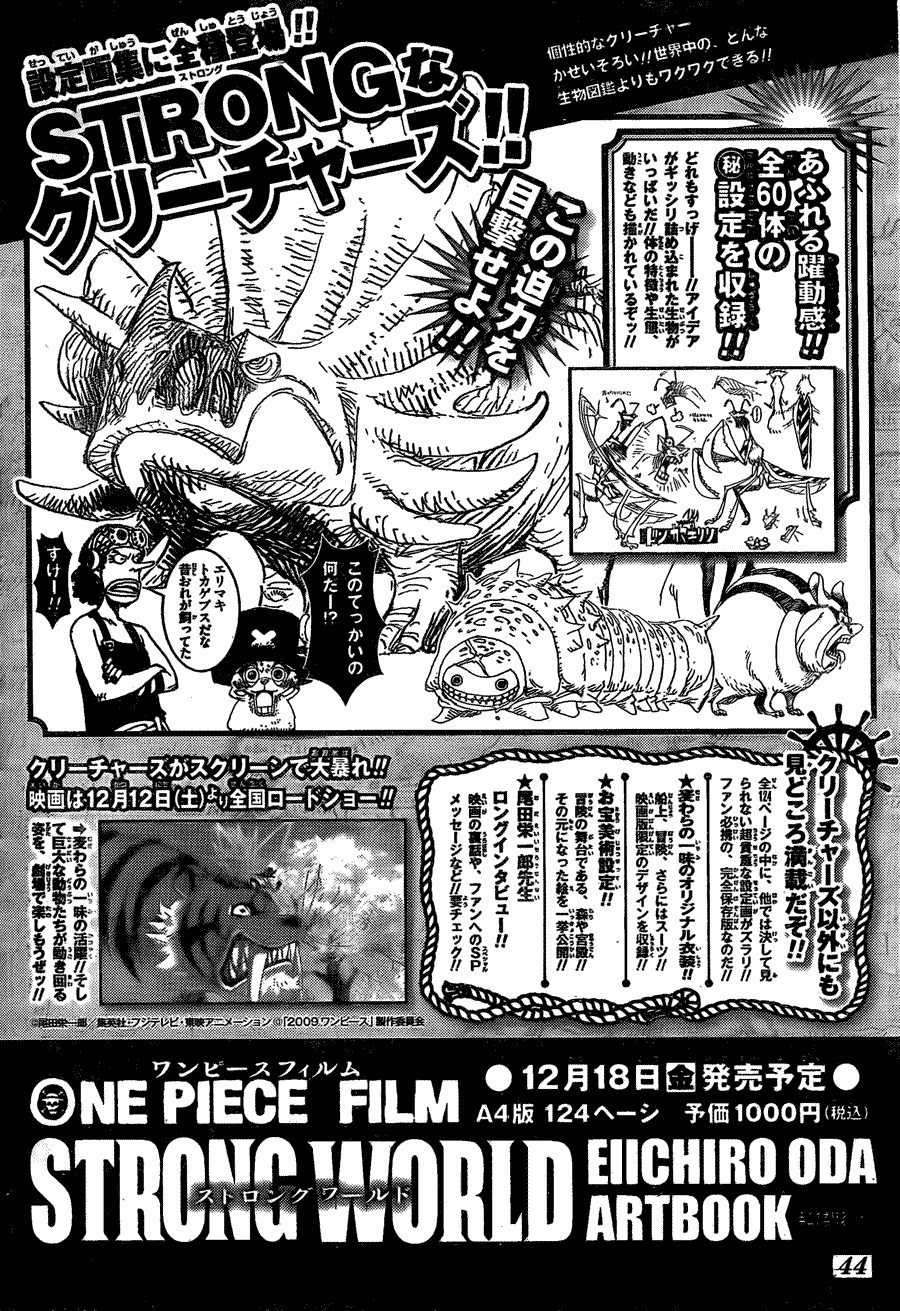 設定画集に全種登場!!
STRONGな
クリーチャーズ!!
個性的なクリーチャー
かせいぞろい!!世界中の、どんな
生物図鑑よりもワクワクできる!!
この迫力を
目撃せよ!!
あふれる躍動感!!
全60体の
㊙設定を収録!!
どれもすっげー――!!アイデア
がギッシリ詰め込まれた生物が
いっぱいだ!!体の特徴や生態、
動きなども描かれているぞッ!!
すげー!!
エリマキ
トカゲプスだな
昔おれが飼ってた
このでっかいの
何だー!?
クリーチャーズがスクリーンで大暴れ!!
映画は12月12日(土)より全国ロードショー!!
➡麦わらの一味の活躍!!そし
て巨大な動物たちが動き回る
姿を、劇場で楽しもうぜッ!!
クリーチャーズ以外にも
見どころ満載だぞ!!
全124ページの中に、他では決して見
られない超貴重な設定画がズラリ!!
ファン必携の、完全保存版なのだ!!
★麦わらの一味のオリジナル衣装!!
船上、冒険、さらにはスーツ!!
映画版限定のデザインを収録!!
★お宝美術設定!!
冒険の舞台である、森や宮殿!!
その元になった絵を一挙公開!!
★尾田栄一郎先生
ロングインタビュー!!
映画の裏話や、ファンへのSP
メッセージなど!!要チェック!!
©尾田栄一郎/集英社・フジテレビ・東映アニメーション ©「2009 ワンピース」製作委員会
ワンピースフィルム
ONE PIECE FILM
STRONG WORLD
ストロングワールド
●12月18日㊎発売予定●
A4版 124ページ 予価1000円(税込)
EIICHIRO ODA
ARTBOOK
44